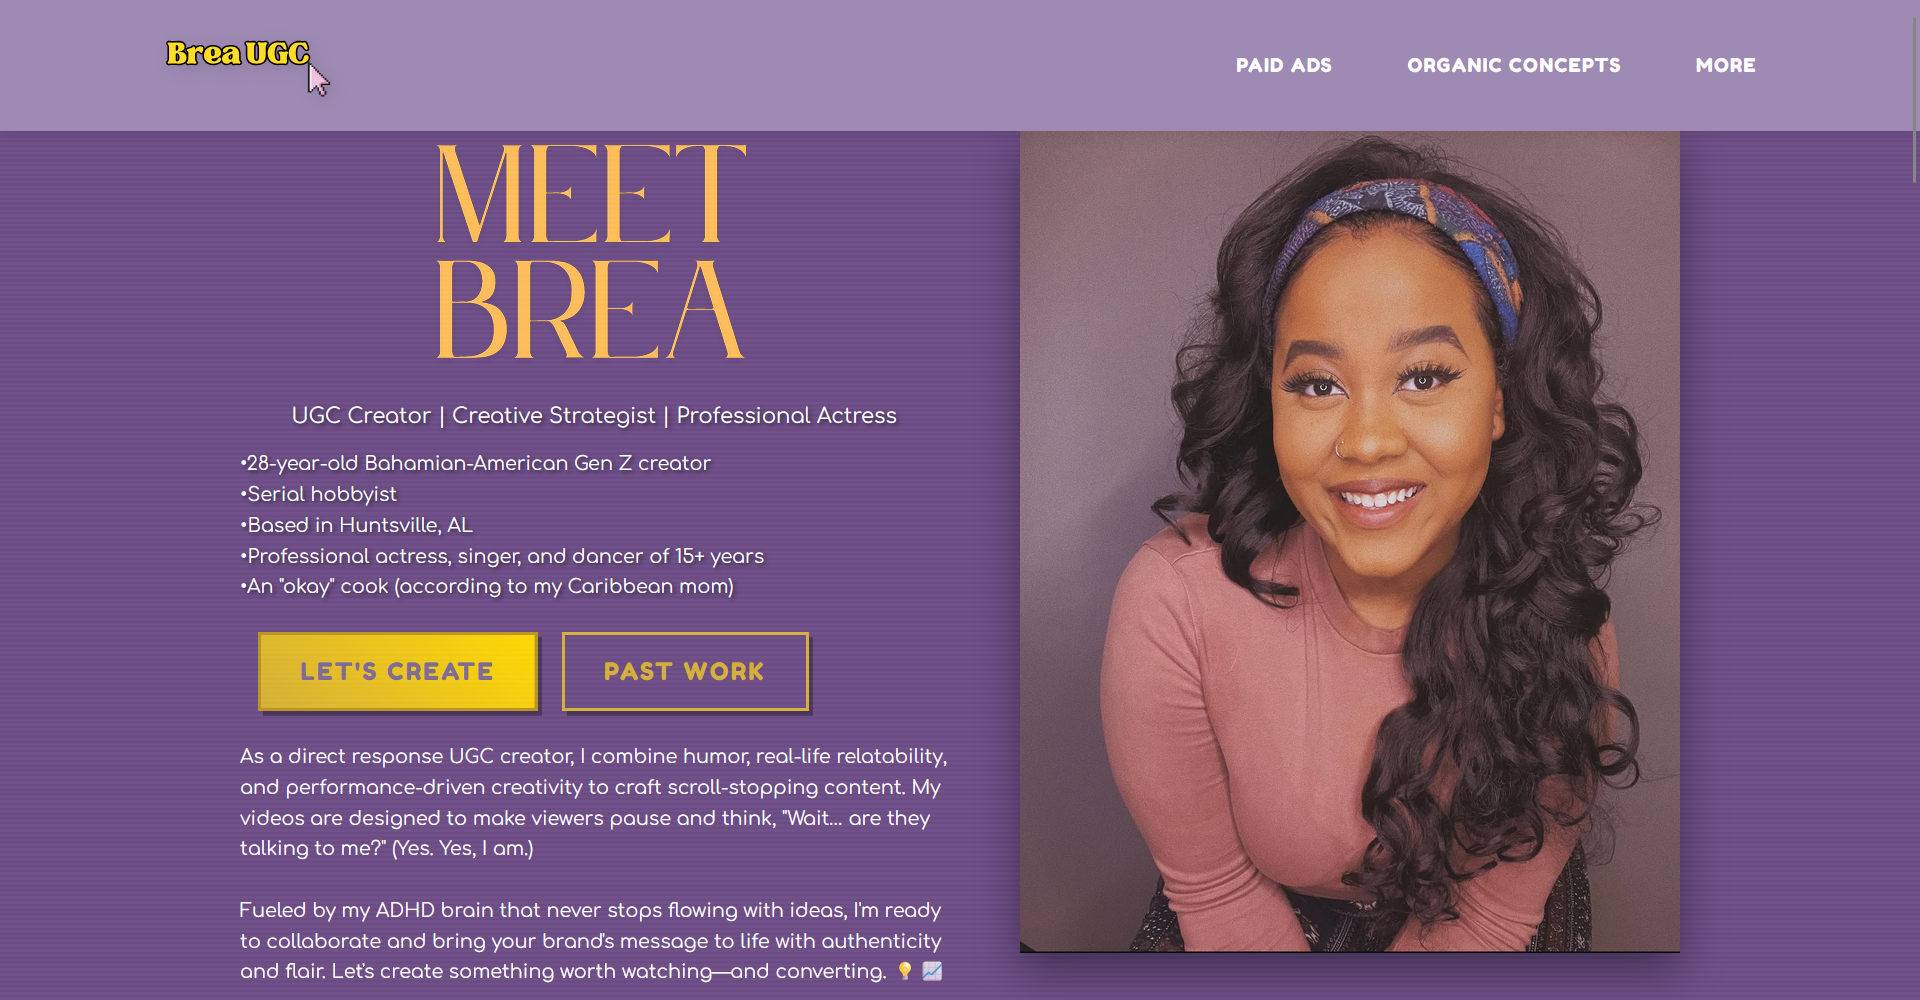 Brea UGC
PAID ADS
ORGANIC CONCEPTS
MORE
MEET
BREA
UGC Creator | Creative Strategist | Professional Actress
•28-year-old Bahamian-American Gen Z creator
•Serial hobbyist
•Based in Huntsville, AL
•Professional actress, singer, and dancer of 15+ years
•An "okay" cook (according to my Caribbean mom)
LET'S CREATE
PAST WORK
As a direct response UGC creator, I combine humor, real-life relatability,
and performance-driven creativity to craft scroll-stopping content. My
videos are designed to make viewers pause and think, "Wait... are they
talking to me?" (Yes. Yes, I am.)
Fueled by my ADHD brain that never stops flowing with ideas, I'm ready
to collaborate and bring your brand's message to life with authenticity
and flair. Let's create something worth watching—and converting. 💡 📈